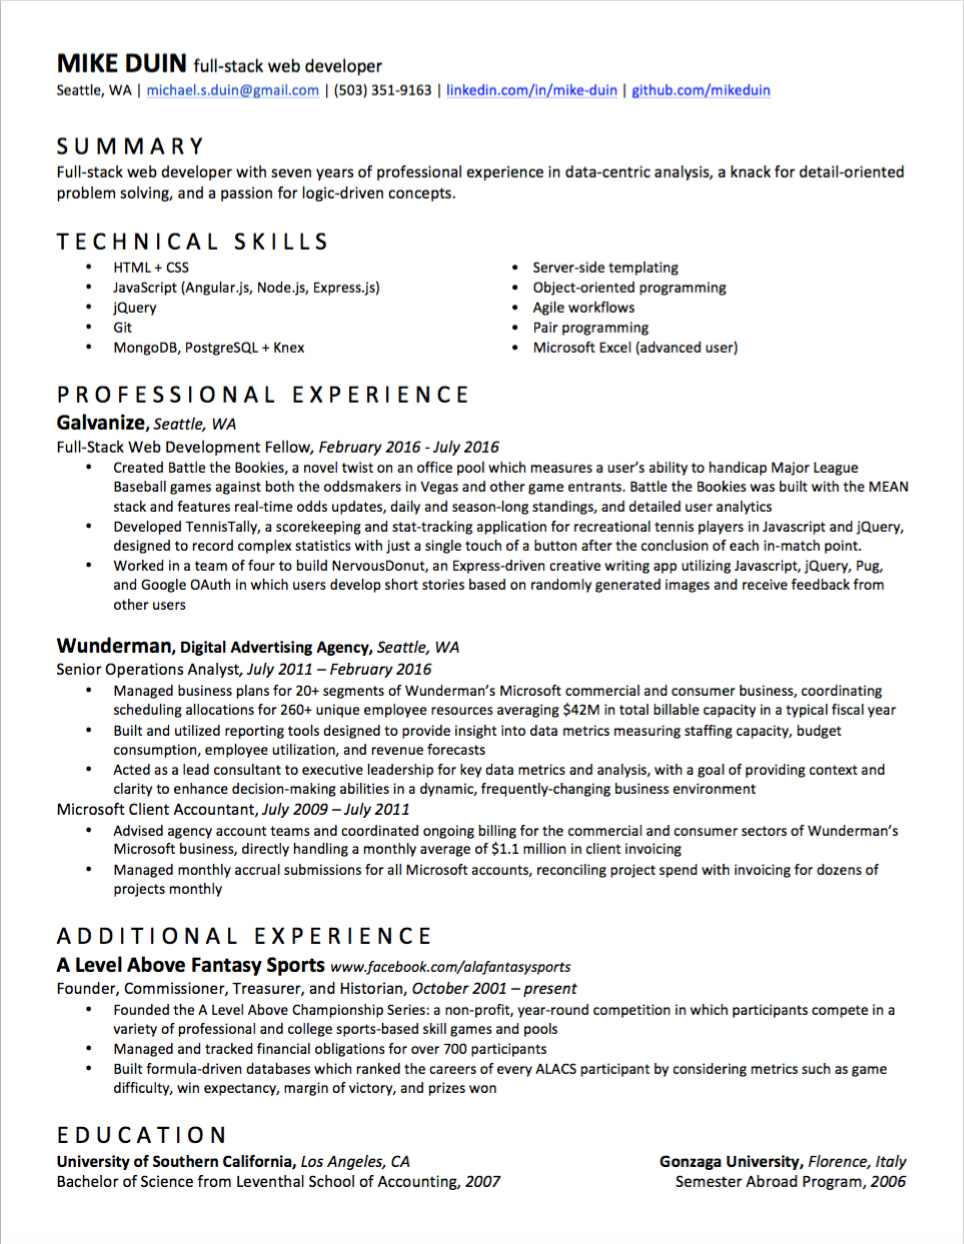 MIKE DUIN full-stack web developer
Seattle, WA | michael.s.duin@gmail.com | (503) 351-9163 | linkedin.com/in/mike-duin | github.com/mikeduin
SUMMARY
Full-stack web developer with seven years of professional experience in data-centric analysis, a knack for detail-oriented
problem solving, and a passion for logic-driven concepts.
TECHNICAL SKILLS
• HTML + CSS
• JavaScript (Angular.js, Node.js, Express.js)
• jQuery
• Git
• MongoDB, PostgreSQL + Knex
• Server-side templating
• Object-oriented programming
• Agile workflows
• Pair programming
• Microsoft Excel (advanced user)
PROFESSIONAL EXPERIENCE
Galvanize, Seattle, WA
Full-Stack Web Development Fellow, February 2016 - July 2016
• Created Battle the Bookies, a novel twist on an office pool which measures a user's ability to handicap Major League
Baseball games against both the oddsmakers in Vegas and other game entrants. Battle the Bookies was built with the MEAN
stack and features real-time odds updates, daily and season-long standings, and detailed user analytics
• Developed TennisTally, a scorekeeping and stat-tracking application for recreational tennis players in Javascript and jQuery,
designed to record complex statistics with just a single touch of a button after the conclusion of each in-match point.
• Worked in a team of four to build NervousDonut, an Express-driven creative writing app utilizing Javascript, jQuery, Pug,
and Google OAuth in which users develop short stories based on randomly generated images and receive feedback from
other users
Wunderman, Digital Advertising Agency, Seattle, WA
Senior Operations Analyst, July 2011 – February 2016
• Managed business plans for 20+ segments of Wunderman's Microsoft commercial and consumer business, coordinating
scheduling allocations for 260+ unique employee resources averaging $42M in total billable capacity in a typical fiscal year
• Built and utilized reporting tools designed to provide insight into data metrics measuring staffing capacity, budget
consumption, employee utilization, and revenue forecasts
• Acted as a lead consultant to executive leadership for key data metrics and analysis, with a goal of providing context and
clarity to enhance decision-making abilities in a dynamic, frequently-changing business environment
Microsoft Client Accountant, July 2009 – July 2011
• Advised agency account teams and coordinated ongoing billing for the commercial and consumer sectors of Wunderman's
Microsoft business, directly handling a monthly average of $1.1 million in client invoicing
• Managed monthly accrual submissions for all Microsoft accounts, reconciling project spend with invoicing for dozens of
projects monthly
ADDITIONAL EXPERIENCE
A Level Above Fantasy Sports www.facebook.com/alafantasysports
Founder, Commissioner, Treasurer, and Historian, October 2001 – present
• Founded the A Level Above Championship Series: a non-profit, year-round competition in which participants compete in a
variety of professional and college sports-based skill games and pools
• Managed and tracked financial obligations for over 700 participants
• Built formula-driven databases which ranked the careers of every ALACS participant by considering metrics such as game
difficulty, win expectancy, margin of victory, and prizes won
EDUCATION
University of Southern California, Los Angeles, CA
Bachelor of Science from Leventhal School of Accounting, 2007
Gonzaga University, Florence, Italy
Semester Abroad Program, 2006